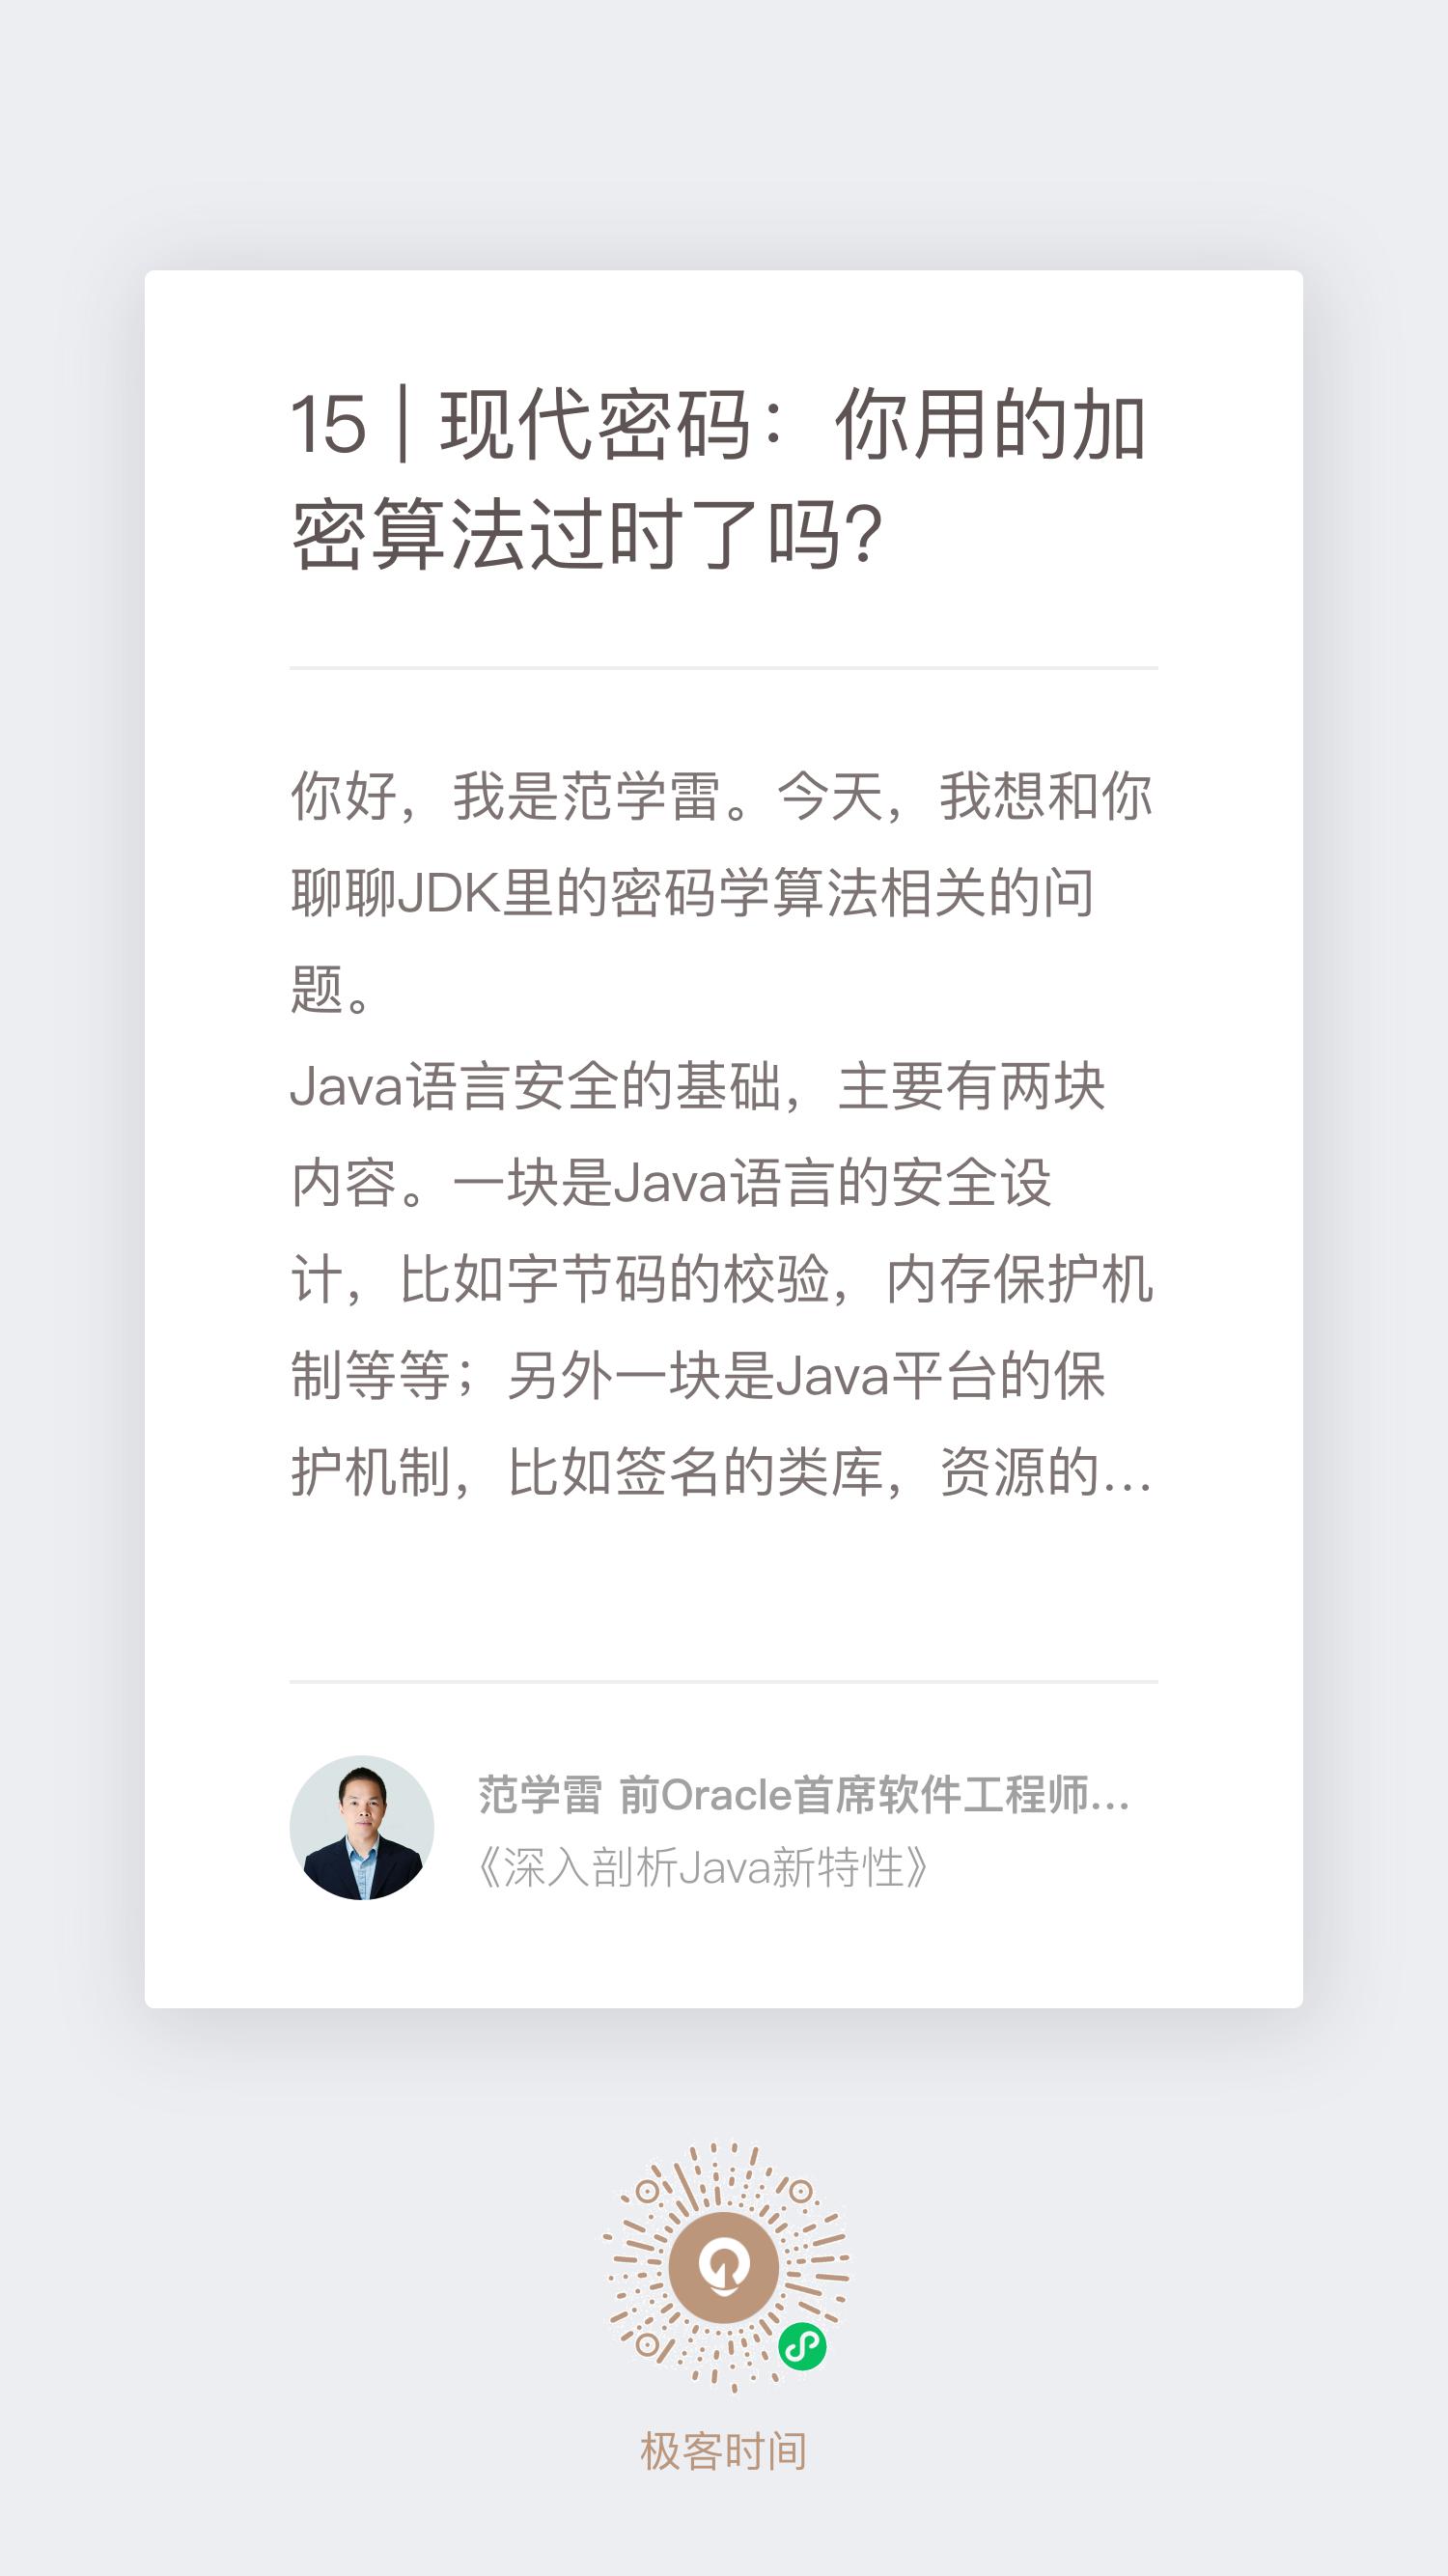 15 | 现代密码：你用的加
密算法过时了吗？
你好，我是范学雷。今天，我想和你
聊聊JDK里的密码学算法相关的问
题。
Java语言安全的基础，主要有两块
内容。一块是Java语言的安全设
计，比如字节码的校验，内存保护机
制等等；另外一块是Java平台的保
护机制，比如签名的类库，资源的...
范学雷 前Oracle首席软件工程师...
《深入剖析Java新特性》
极客时间